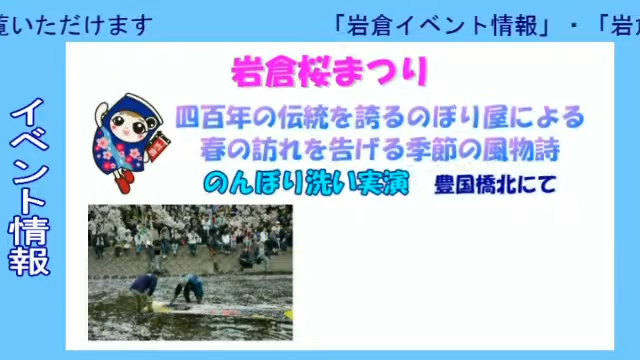 覧いただけます 「岩倉イベント情報」・「岩倉
イベント情報
岩倉桜まつり
四百年の伝統を誇るのぼり屋による
春の訪れを告げる季節の風物詩
のんぼり洗い実演 豊国橋北にて